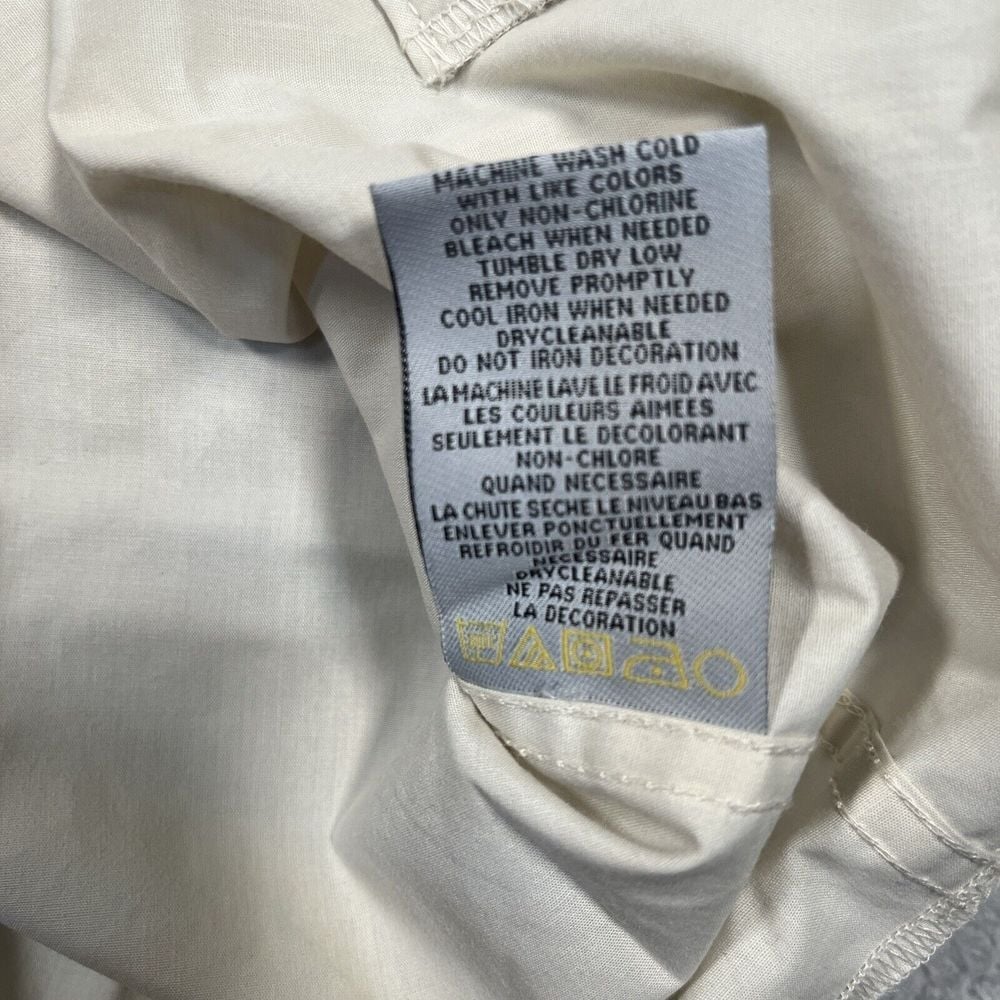 MACHINE WASH COLD
WITH LIKE COLORS
ONLY NON-CHLORINE
BLEACH WHEN NEEDED
TUMBLE DRY LOW
REMOVE PROMPTLY
COOL IRON WHEN NEEDED
DRYCLEANABLE
DO NOT IRON DECORATION
LA MACHINE LAVE LE FROID AVEC
LES COULEURS AIMEES
SEULEMENT LE DECOLORANT
NON-CHLORE
QUAND NECESSAIRE
LA CHUTE SECHE LE NIVEAU BAS
ENLEVER PONCTUELLEMENT
REFROIDIR DU FER QUAND
NECESSAIRE
DRYCLEANABLE
NE PAS REPASSER
LA DECORATION